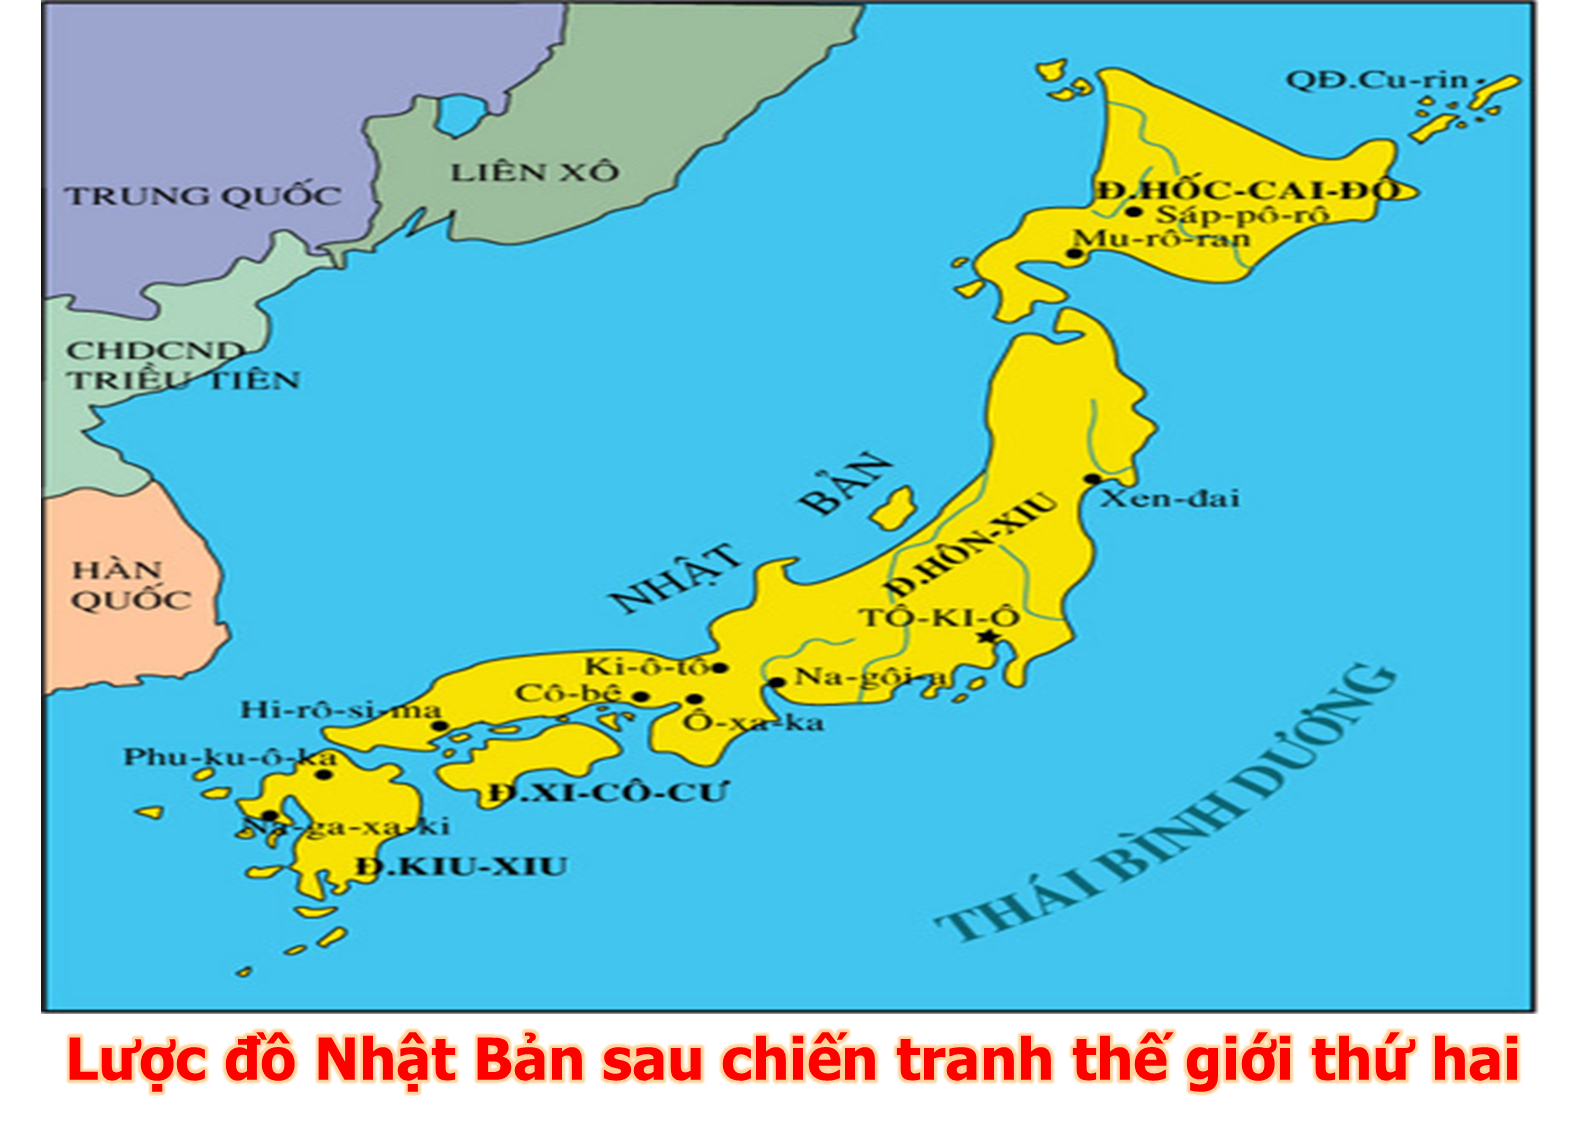 QĐ.Cu-rin
LIÊN XÔ
TRUNG QUỐC
Đ.HỐC-CAI-ĐÔ
Sáp-pô-rô
Mu-rô-ran
CHDCND
TRIỀU TIÊN
BẢN
Xen-đai
Đ.HÔN-XIU
NHẬT
HÀN
QUỐC
TÔ-KI-Ô
Ki-ô-tô
Na-gôi-a
Cô-bê
Hi-rô-si-ma
Ô-xa-ka
Phu-ku-ô-ka
Đ.XI-CÔ-CƯ
Na-ga-xa-ki
Đ.KIU-XIU
THÁI BÌNH DƯƠNG
Lược đồ Nhật Bản sau chiến tranh thế giới thứ hai